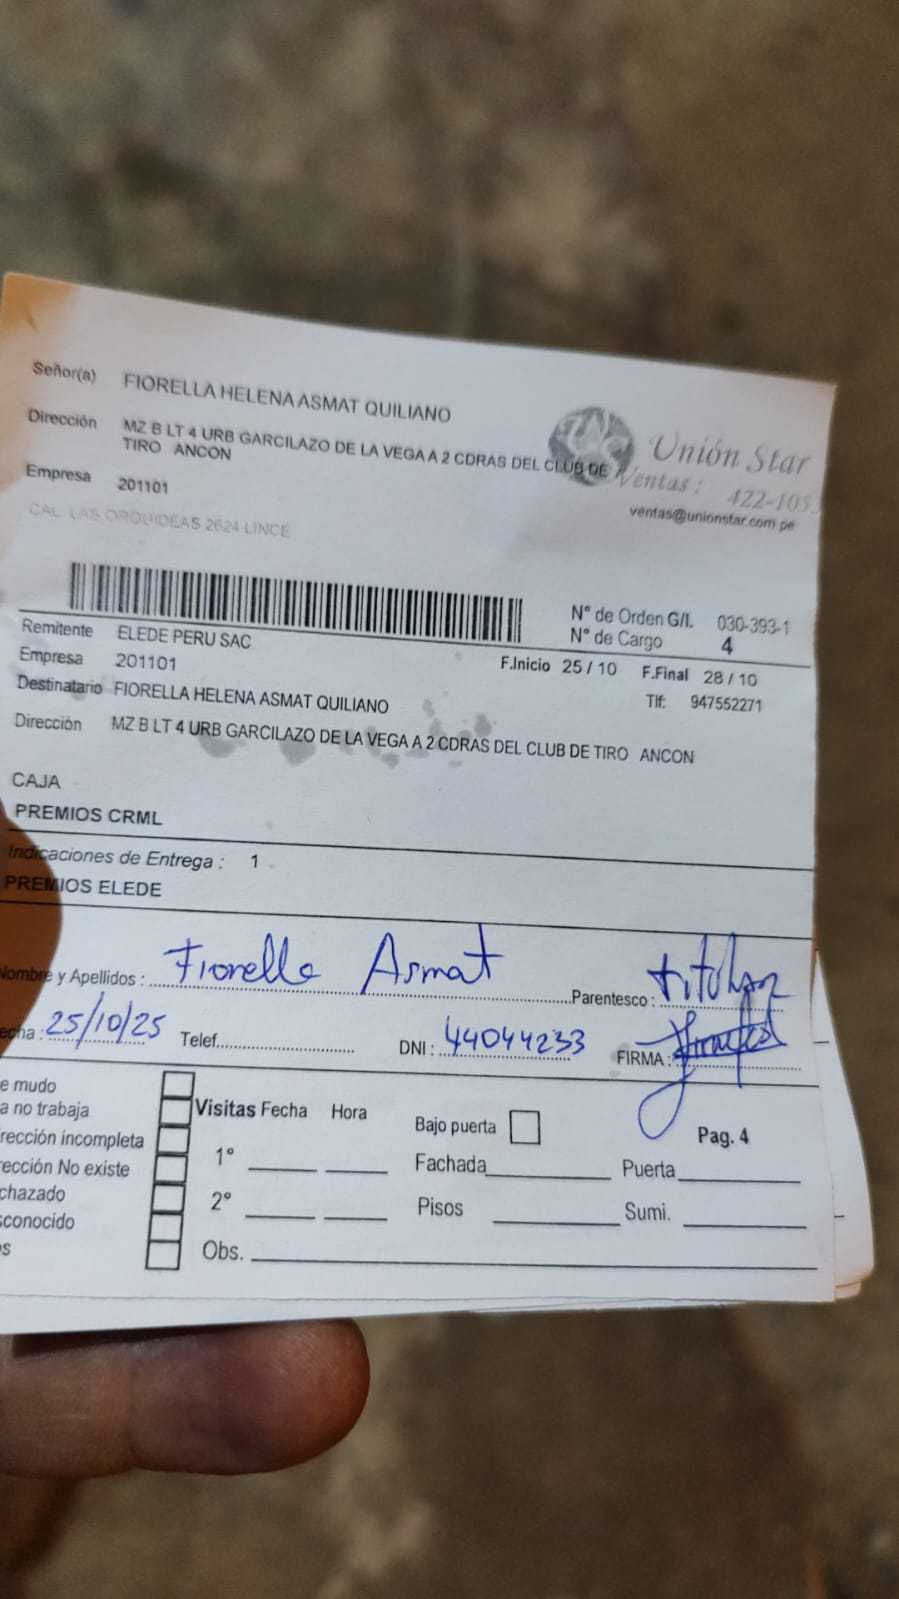 Señor(a) FIORELLA HELENA ASMAT QUILIANO
Dirección MZ B LT 4 URB GARCILAZO DE LA VEGA A 2 CDRAS DEL CLUB DE
TIRO ANCON
Unión Star
Ventas: 422-105
ventas@unionstar.com.pe
Empresa 201101
CAL LAS ORQUIDEAS 2624 LINCE
N° de Orden G/I. 030-393-1
N° de Cargo 4
Remitente ELEDE PERU SAC
Empresa 201101
F.Inicio 25 / 10 F.Final 28 / 10
Destinatario FIORELLA HELENA ASMAT QUILIANO
Tlf: 947552271
Dirección MZ B LT 4 URB GARCILAZO DE LA VEGA A 2 CDRAS DEL CLUB DE TIRO ANCON
CAJA
PREMIOS CRML
Indicaciones de Entrega : 1
PREMIOS ELEDE
Nombre y Apellidos : Fiorella Asmat Parentesco : titular
echa : 25/10/25 Telef. DNI : 44044233 FIRMA :
e mudo
a no trabaja
rección incompleta
rección No existe
chazado
sconocido
os
Visitas Fecha Hora
1°
2°
Obs.
Bajo puerta
Pag. 4
Fachada Puerta
Pisos Sumi.